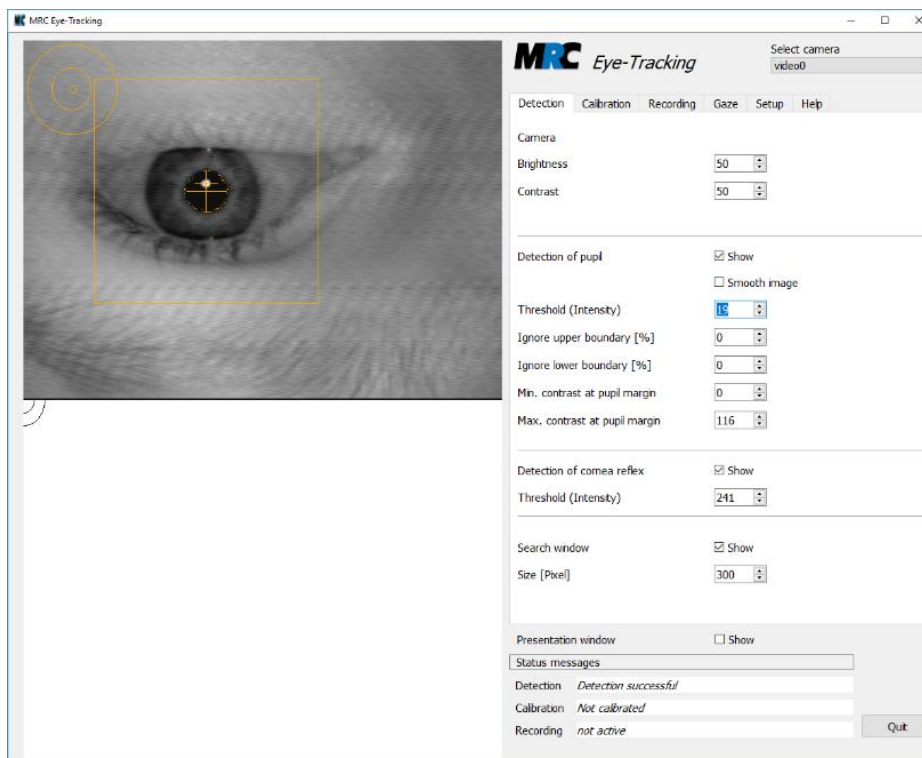 MRC Eye-Tracking
MRC Eye-Tracking
Select camera
video0
Detection Calibration Recording Gaze Setup Help
Camera
Brightness 50
Contrast 50
Detection of pupil Show
Smooth image
Threshold (Intensity) 19
Ignore upper boundary [%] 0
Ignore lower boundary [%] 0
Min. contrast at pupil margin 0
Max. contrast at pupil margin 116
Detection of cornea reflex Show
Threshold (Intensity) 241
Search window Show
Size [Pixel] 300
Presentation window Show
Status messages
Detection Detection successful
Calibration Not calibrated
Recording not active
Quit